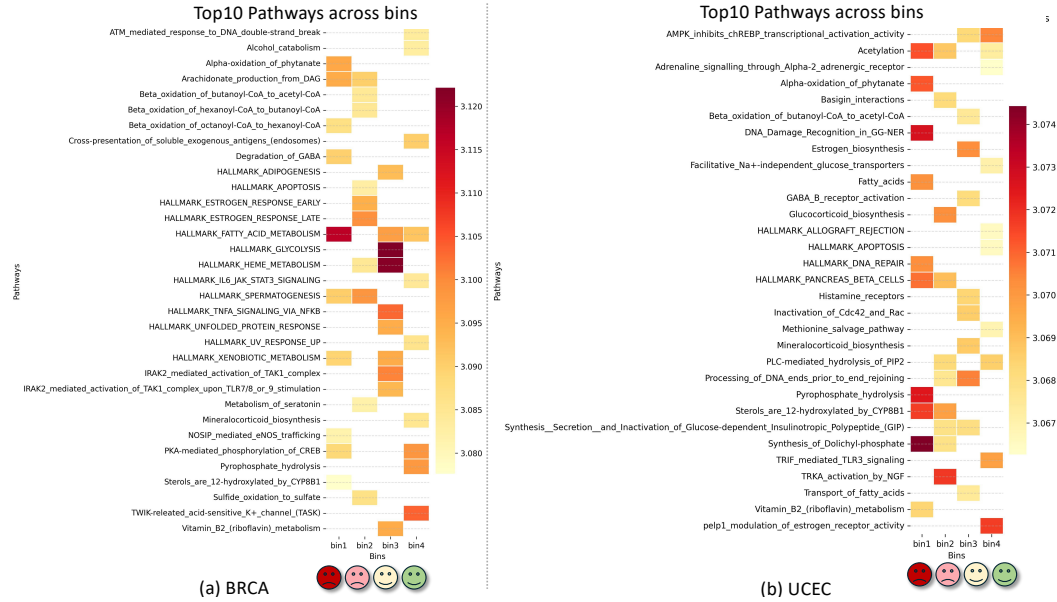 Top10 Pathways across bins
ATM_mediated_response_to_DNA_double-strand_break
Alcohol_catabolism
Alpha-oxidation_of_phytanate
Arachidonate_production_from_DAG
Beta_oxidation_of_butanoyl-CoA_to_acetyl-CoA
Beta_oxidation_of_hexanoyl-CoA_to_butanoyl-CoA
Beta_oxidation_of_octanoyl-CoA_to_hexanoyl-CoA
Cross-presentation_of_soluble_exogenous_antigens_(endosomes)
Degradation_of_GABA
HALLMARK_ADIPOGENESIS
HALLMARK_APOPTOSIS
HALLMARK_ESTROGEN_RESPONSE_EARLY
HALLMARK_ESTROGEN_RESPONSE_LATE
HALLMARK_FATTY_ACID_METABOLISM
HALLMARK_GLYCOLYSIS
HALLMARK_HEME_METABOLISM
HALLMARK_IL6_JAK_STAT3_SIGNALING
HALLMARK_SPERMATOGENESIS
HALLMARK_TNFA_SIGNALING_VIA_NFKB
HALLMARK_UNFOLDED_PROTEIN_RESPONSE
HALLMARK_UV_RESPONSE_UP
HALLMARK_XENOBIOTIC_METABOLISM
IRAK2_mediated_activation_of_TAK1_complex
IRAK2_mediated_activation_of_TAK1_complex_upon_TLR7/8_or_9_stimulation
Metabolism_of_seratonin
Mineralocorticoid_biosynthesis
NOSIP_mediated_eNOS_trafficking
PKA-mediated_phosphorylation_of_CREB
Pyrophosphate_hydrolysis
Sterols_are_12-hydroxylated_by_CYP8B1
Sulfide_oxidation_to_sulfate
TWIK-releated_acid-sensitive_K+_channel_(TASK)
Vitamin_B2_(riboflavin)_metabolism
Pathways
bin1 bin2 bin3 bin4
Bins
3.120
3.115
3.110
3.105
3.100
3.095
3.090
3.085
3.080
(a) BRCA
Top10 Pathways across bins
AMPK_inhibits_chREBP_transcriptional_activation_activity
Acetylation
Adrenaline_signalling_through_Alpha-2_adrenergic_receptor
Alpha-oxidation_of_phytanate
Basigin_interactions
Beta_oxidation_of_butanoyl-CoA_to_acetyl-CoA
DNA_Damage_Recognition_in_GG-NER
Estrogen_biosynthesis
Facilitative_Na+-independent_glucose_transporters
Fatty_acids
GABA_B_receptor_activation
Glucocorticoid_biosynthesis
HALLMARK_ALLOGRAFT_REJECTION
HALLMARK_APOPTOSIS
HALLMARK_DNA_REPAIR
HALLMARK_PANCREAS_BETA_CELLS
Histamine_receptors
Inactivation_of_Cdc42_and_Rac
Methionine_salvage_pathway
Mineralocorticoid_biosynthesis
PLC-mediated_hydrolysis_of_PIP2
Processing_of_DNA_ends_prior_to_end_rejoining
Pyrophosphate_hydrolysis
Sterols_are_12-hydroxylated_by_CYP8B1
Synthesis__Secretion__and_Inactivation_of_Glucose-dependent_Insulinotropic_Polypeptide_(GIP)
Synthesis_of_Dolichyl-phosphate
TRIF_mediated_TLR3_signaling
TRKA_activation_by_NGF
Transport_of_fatty_acids
Vitamin_B2_(riboflavin)_metabolism
pelp1_modulation_of_estrogen_receptor_activity
Pathways
bin1 bin2 bin3 bin4
Bins
3.074
3.073
3.072
3.071
3.070
3.069
3.068
3.067
(b) UCEC